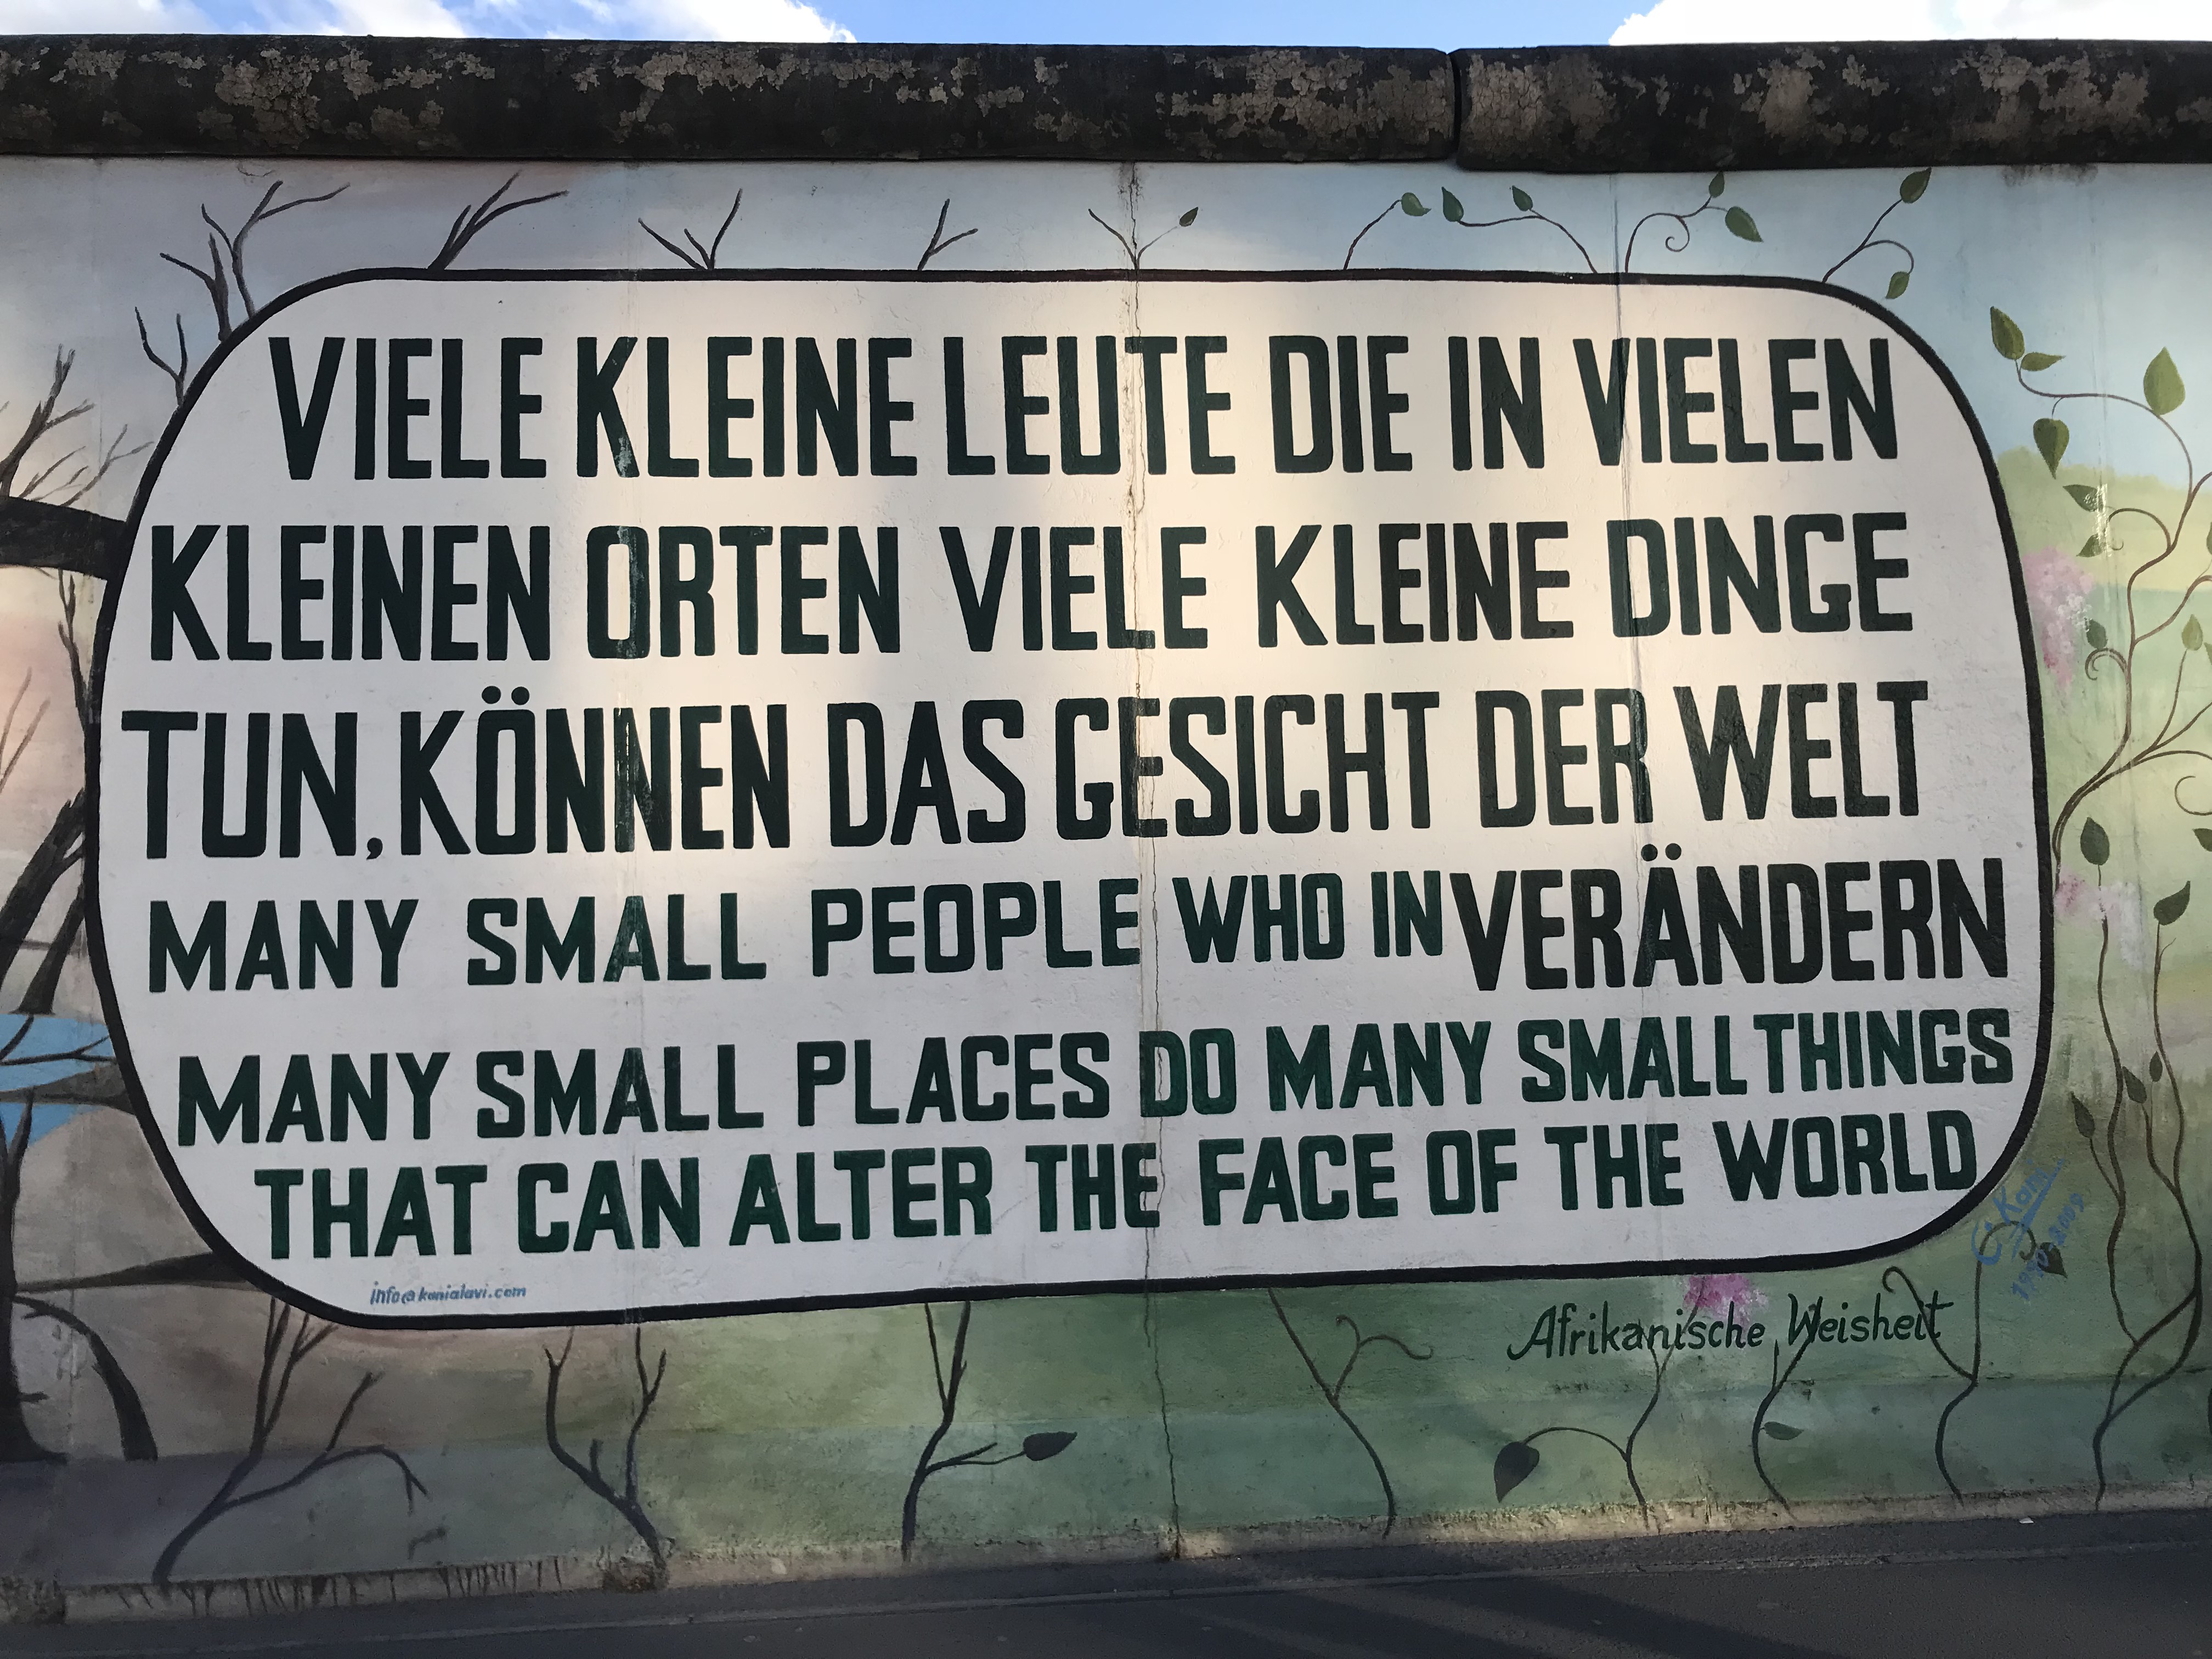 VIELE KLEINE LEUTE DIE IN VIELEN
KLEINEN ORTEN VIELE KLEINE DINGE
TUN, KÖNNEN DAS GESICHT DER WELT
VERÄNDERN
MANY SMALL PEOPLE WHO IN
MANY SMALL PLACES DO MANY SMALL THINGS
THAT CAN ALTER THE FACE OF THE WORLD
info@kanialavi.com
Afrikanische Weisheit
Kani
2009